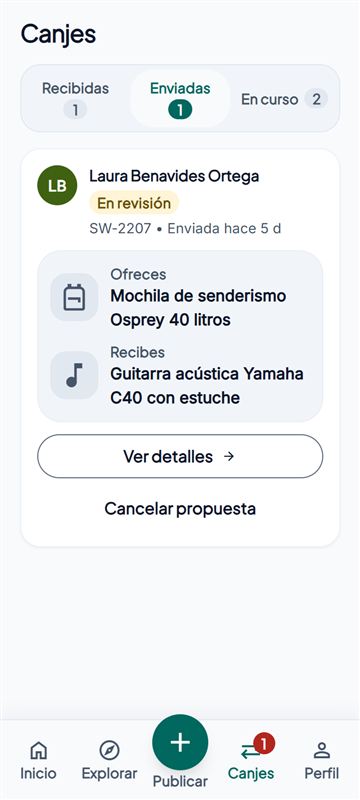 Canjes
Recibidas
1
Enviadas
1
En curso 2
LB
Laura Benavides Ortega
En revisión
SW-2207 • Enviada hace 5 d
Ofreces
Mochila de senderismo
Osprey 40 litros
Recibes
Guitarra acústica Yamaha
C40 con estuche
Ver detalles →
Cancelar propuesta
1
Inicio
Explorar
Publicar
Canjes
Perfil